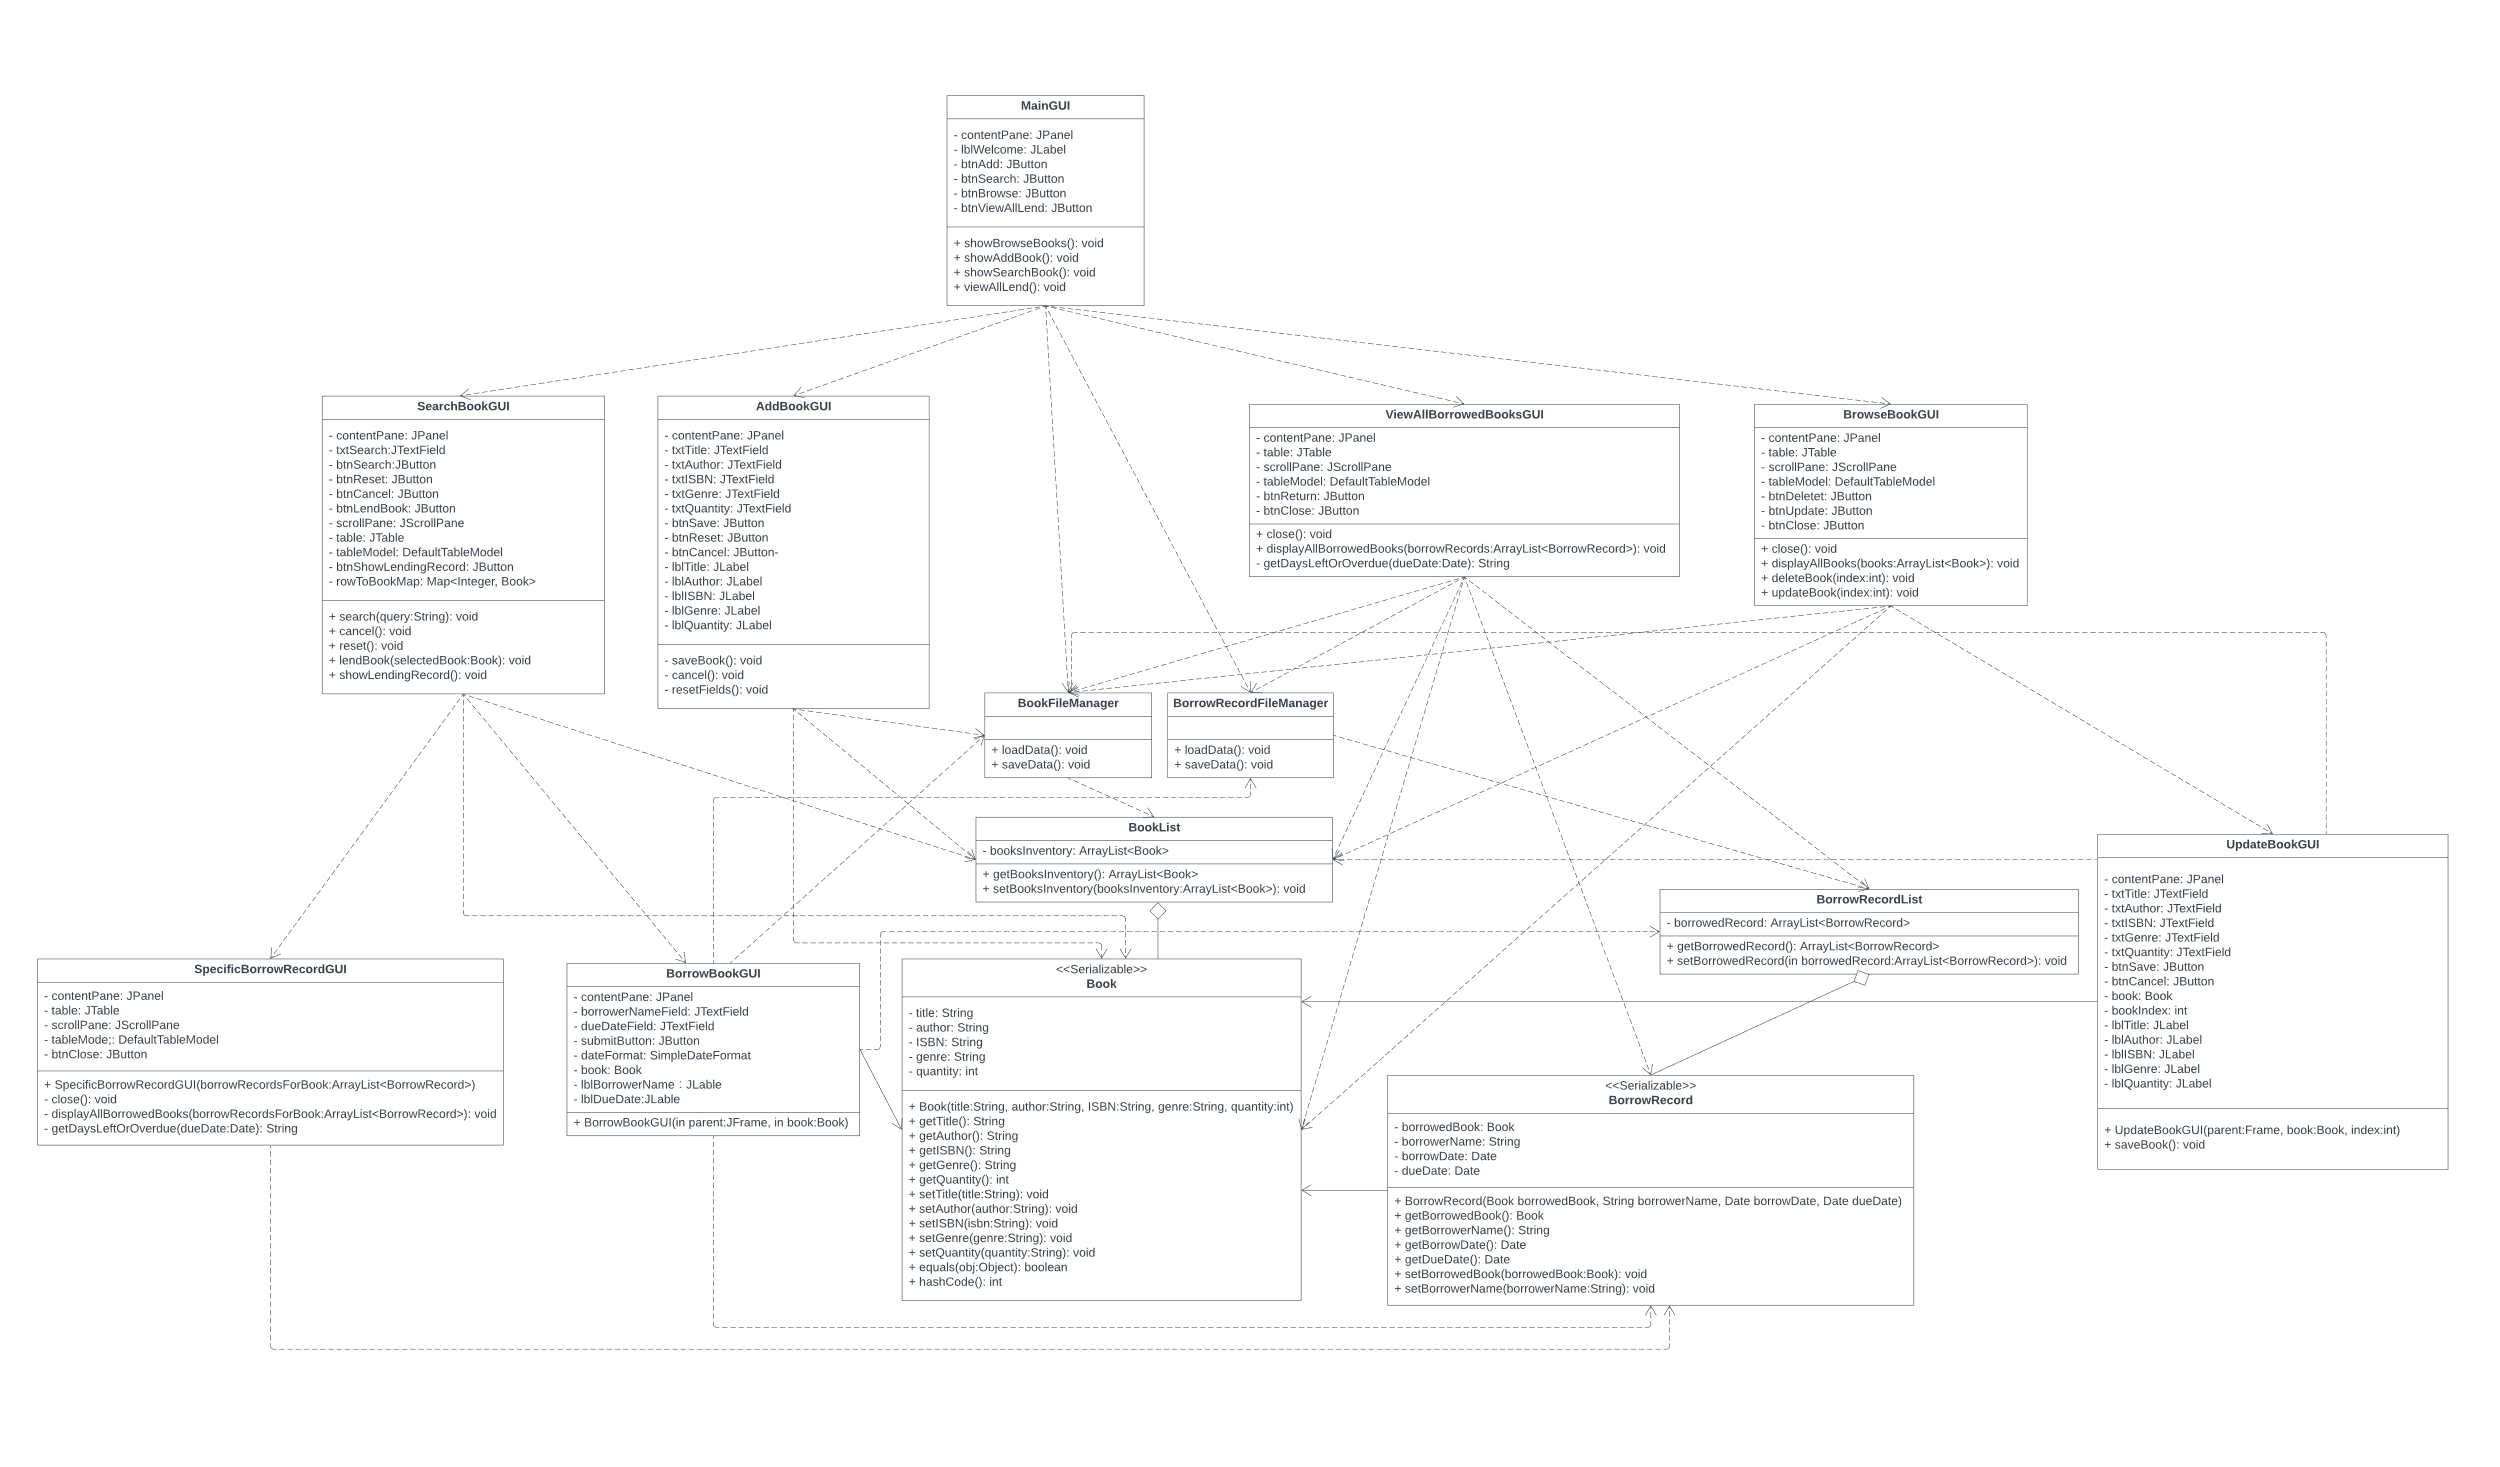 MainGUI
- contentPane: JPanel
- lblWelcome: JLabel
- btnAdd: JButton
- btnSearch: JButton
- btnBrowse: JButton
- btnViewAllLend: JButton
+ showBrowseBooks(): void
+ showAddBook(): void
+ showSearchBook(): void
+ viewAllLend(): void
SearchBookGUI
- contentPane: JPanel
- txtSearch:JTextField
- btnSearch:JButton
- btnReset: JButton
- btnCancel: JButton
- btnLendBook: JButton
- scrollPane: JScrollPane
- table: JTable
- tableModel: DefaultTableModel
- btnShowLendingRecord: JButton
- rowToBookMap: Map<Integer, Book>
+ search(query:String): void
+ cancel(): void
+ reset(): void
+ lendBook(selectedBook:Book): void
+ showLendingRecord(): void
AddBookGUI
- contentPane: JPanel
- txtTitle: JTextField
- txtAuthor: JTextField
- txtISBN: JTextField
- txtGenre: JTextField
- txtQuantity: JTextField
- btnSave: JButton
- btnReset: JButton
- btnCancel: JButton-
- lblTitle: JLabel
- lblAuthor: JLabel
- lblISBN: JLabel
- lblGenre: JLabel
- lblQuantity: JLabel
- saveBook(): void
- cancel(): void
- resetFields(): void
ViewAllBorrowedBooksGUI
- contentPane: JPanel
- table: JTable
- scrollPane: JScrollPane
- tableModel: DefaultTableModel
- btnReturn: JButton
- btnClose: JButton
+ close(): void
+ displayAllBorrowedBooks(borrowRecords:ArrayList<BorrowRecord>): void
- getDaysLeftOrOverdue(dueDate:Date): String
BrowseBookGUI
- contentPane: JPanel
- table: JTable
- scrollPane: JScrollPane
- tableModel: DefaultTableModel
- btnDeletet: JButton
- btnUpdate: JButton
- btnClose: JButton
+ close(): void
+ displayAllBooks(books:ArrayList<Book>): void
+ deleteBook(index:int): void
+ updateBook(index:int): void
BookFileManager
+ loadData(): void
+ saveData(): void
BorrowRecordFileManager
+ loadData(): void
+ saveData(): void
BookList
- booksInventory: ArrayList<Book>
+ getBooksInventory(): ArrayList<Book>
+ setBooksInventory(booksInventory:ArrayList<Book>): void
BorrowRecordList
- borrowedRecord: ArrayList<BorrowRecord>
+ getBorrowedRecord(): ArrayList<BorrowRecord>
+ setBorrowedRecord(in borrowedRecord:ArrayList<BorrowRecord>): void
UpdateBookGUI
- contentPane: JPanel
- txtTitle: JTextField
- txtAuthor: JTextField
- txtISBN: JTextField
- txtGenre: JTextField
- txtQuantity: JTextField
- btnSave: JButton
- btnCancel: JButton
- book: Book
- bookIndex: int
- lblTitle: JLabel
- lblAuthor: JLabel
- lblISBN: JLabel
- lblGenre: JLabel
- lblQuantity: JLabel
+ UpdateBookGUI(parent:Frame, book:Book, index:int)
+ saveBook(): void
SpecificBorrowRecordGUI
- contentPane: JPanel
- table: JTable
- scrollPane: JScrollPane
- tableMode;: DefaultTableModel
- btnClose: JButton
+ SpecificBorrowRecordGUI(borrowRecordsForBook:ArrayList<BorrowRecord>)
- close(): void
- displayAllBorrowedBooks(borrowRecordsForBook:ArrayList<BorrowRecord>): void
- getDaysLeftOrOverdue(dueDate:Date): String
BorrowBookGUI
- contentPane: JPanel
- borrowerNameField: JTextField
- dueDateField: JTextField
- submitButton: JButton
- dateFormat: SimpleDateFormat
- book: Book
- lblBorrowerName：JLable
- lblDueDate:JLable
+ BorrowBookGUI(in parent:JFrame, in book:Book)
<<Serializable>>
Book
- title: String
- author: String
- ISBN: String
- genre: String
- quantity: int
+ Book(title:String, author:String, ISBN:String, genre:String, quantity:int)
+ getTitle(): String
+ getAuthor(): String
+ getISBN(): String
+ getGenre(): String
+ getQuantity(): int
+ setTitle(title:String): void
+ setAuthor(author:String): void
+ setISBN(isbn:String): void
+ setGenre(genre:String): void
+ setQuantity(quantity:String): void
+ equals(obj:Object): boolean
+ hashCode(): int
<<Serializable>>
BorrowRecord
- borrowedBook: Book
- borrowerName: String
- borrowDate: Date
- dueDate: Date
+ BorrowRecord(Book borrowedBook, String borrowerName, Date borrowDate, Date dueDate)
+ getBorrowedBook(): Book
+ getBorrowerName(): String
+ getBorrowDate(): Date
+ getDueDate(): Date
+ setBorrowedBook(borrowedBook:Book): void
+ setBorrowerName(borrowerName:String): void